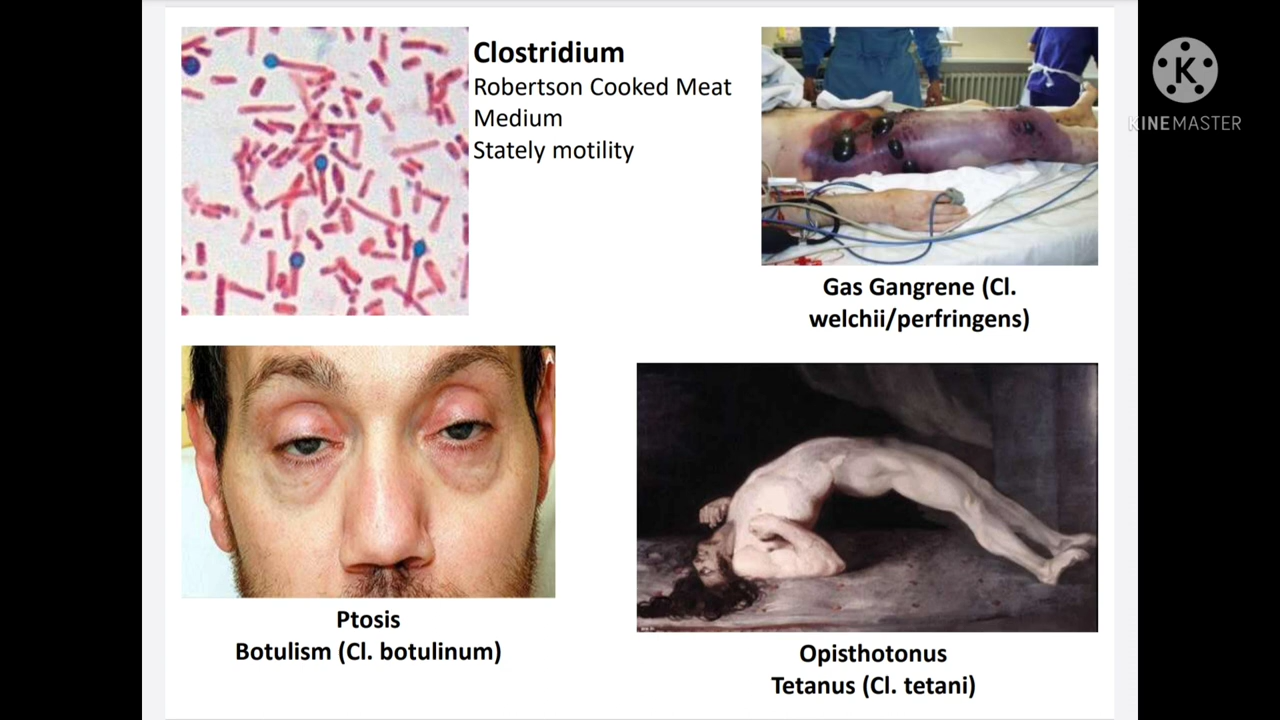 Clostridium
Robertson Cooked Meat
Medium
Stately motility
K
KINEMASTER
Gas Gangrene (Cl.
welchii/perfringens)
A
Ptosis
Botulism (Cl. botulinum)
Opisthotonus
Tetanus (Cl. tetani)